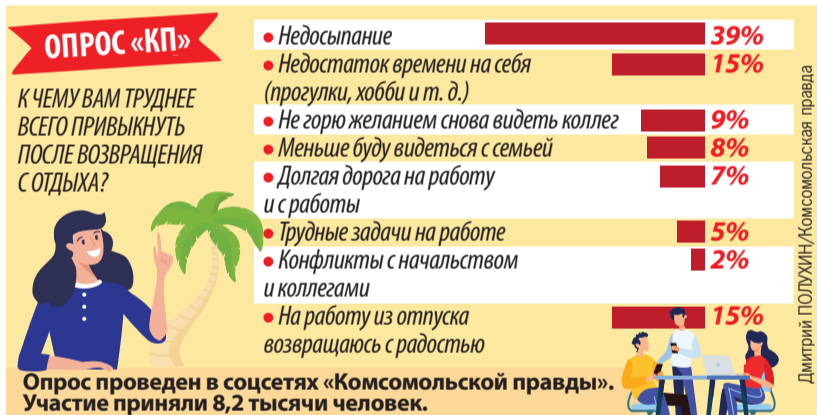 ОПРОС «КП»
К ЧЕМУ ВАМ ТРУДНЕЕ
ВСЕГО ПРИВЫКНУТЬ
ПОСЛЕ ВОЗВРАЩЕНИЯ
С ОТДЫХА?
• Недосыпание 39%
• Недостаток времени на себя 15%
(прогулки, хобби и т. д.)
• Не горю желанием снова видеть коллег 9%
• Меньше буду видеться с семьей 8%
• Долгая дорога на работу 7%
и с работы
• Трудные задачи на работе 5%
• Конфликты с начальством 2%
и коллегами
• На работу из отпуска 15%
возвращаюсь с радостью
Опрос проведен в соцсетях «Комсомольской правды».
Участие приняли 8,2 тысячи человек.
Дмитрий ПОЛУХИН/Комсомольская правда